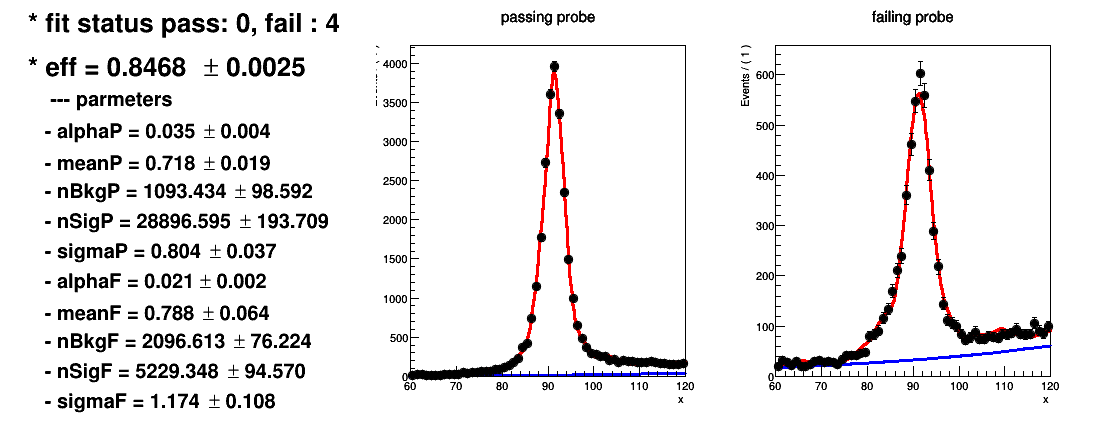 * fit status pass: 0, fail : 4
* eff = 0.8468 ± 0.0025
--- parmeters
- alphaP = 0.035 ± 0.004
- meanP = 0.718 ± 0.019
- nBkgP = 1093.434 ± 98.592
- nSigP = 28896.595 ± 193.709
- sigmaP = 0.804 ± 0.037
- alphaF = 0.021 ± 0.002
- meanF = 0.788 ± 0.064
- nBkgF = 2096.613 ± 76.224
- nSigF = 5229.348 ± 94.570
- sigmaF = 1.174 ± 0.108
passing probe
4000
3500
3000
2500
2000
1500
1000
500
0
60 70 80 90 100 110 120
x
failing probe
Events / ( 1 )
600
500
400
300
200
100
0
60 70 80 90 100 110 120
x